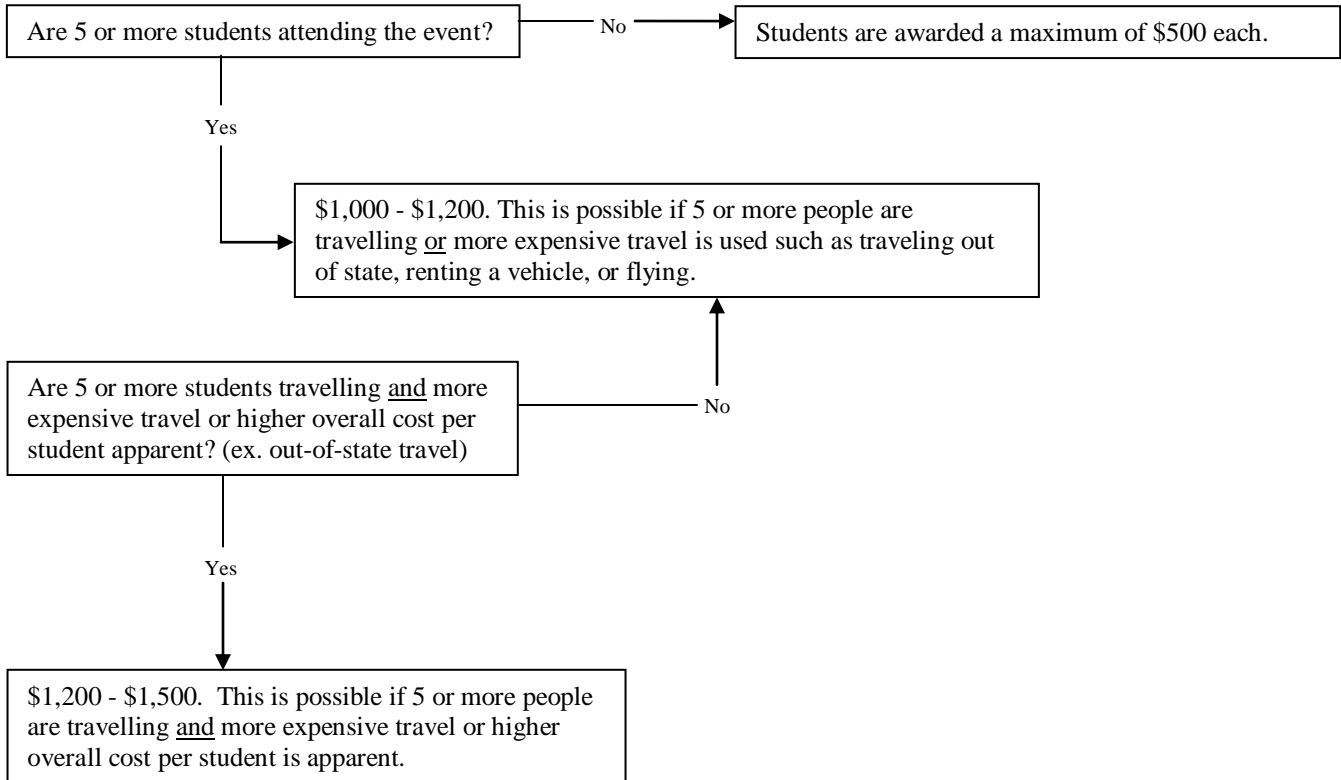 Are 5 or more students attending the event?
No
Students are awarded a maximum of $500 each.
Yes
$1,000 - $1,200. This is possible if 5 or more people are
travelling or more expensive travel is used such as traveling out
of state, renting a vehicle, or flying.
Are 5 or more students travelling and more
expensive travel or higher overall cost per
student apparent? (ex. out-of-state travel)
No
Yes
$1,200 - $1,500.  This is possible if 5 or more people
are travelling and more expensive travel or higher
overall cost per student is apparent.